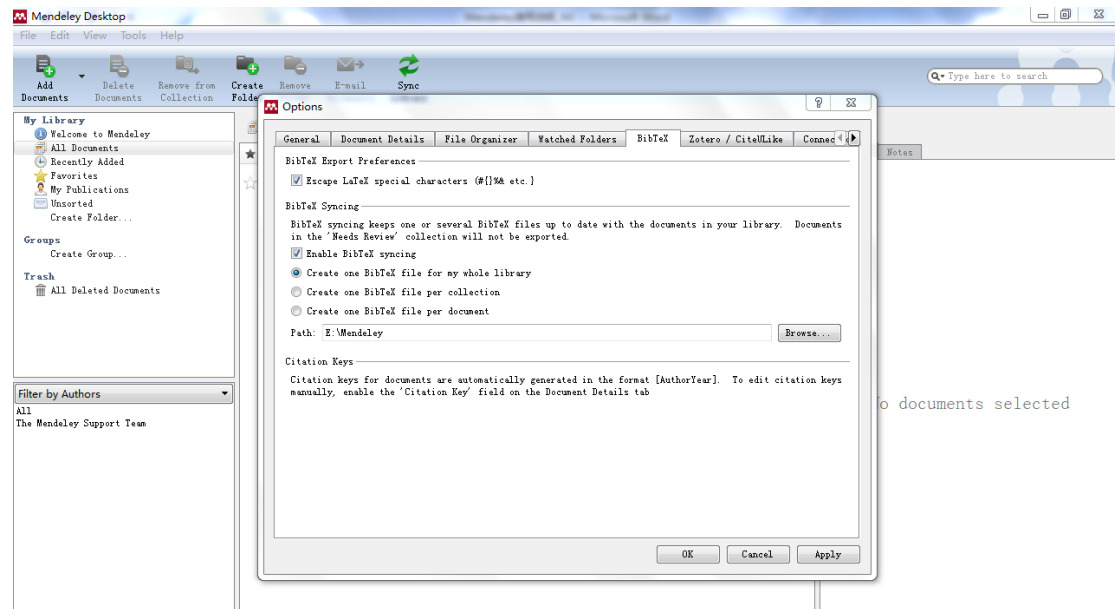 Mendeley Desktop
File Edit View Tools Help
Add Documents
Delete Documents
Remove from Collection
Create Folde
Remove
E-mail
Sync
Type here to search
My Library
Welcome to Mendeley
All Documents
Recently Added
Favorites
My Publications
Unsorted
Create Folder...
Groups
Create Group...
Trash
All Deleted Documents
Filter by Authors
All
The Mendeley Support Team
Options
General Document Details File Organizer Watched Folders BibTeX Zotero / CiteULike Connec
BibTeX Export Preferences
Escape LaTeX special characters (#{}%& etc.}
BibTeX Syncing
BibTeX syncing keeps one or several BibTeX files up to date with the documents in your library. Documents
in the 'Needs Review' collection will not be exported.
Enable BibTeX syncing
Create one BibTeX file for my whole library
Create one BibTeX file per collection
Create one BibTeX file per document
Path: E:\Mendeley Browse...
Citation Keys
Citation keys for documents are automatically generated in the format [AuthorYear]. To edit citation keys
manually, enable the 'Citation Key' field on the Document Details tab
OK Cancel Apply
Notes
o documents selected